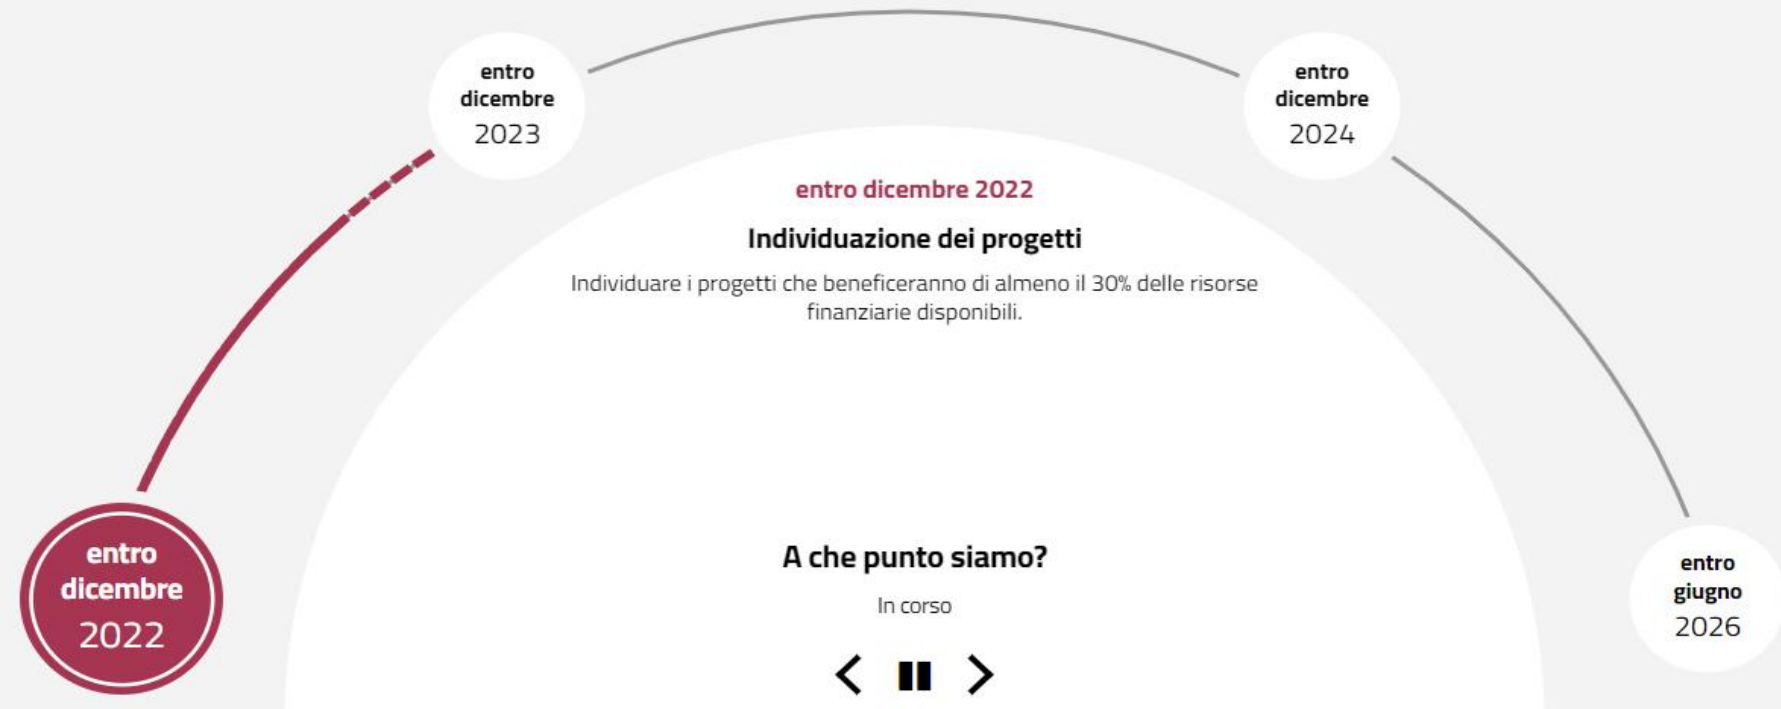 entro
dicembre
2023
entro
dicembre
2024
entro dicembre 2022
Individuazione dei progetti
Individuare i progetti che beneficeranno di almeno il 30% delle risorse
finanziarie disponibili.
A che punto siamo?
In corso
entro
dicembre
2022
entro
giugno
2026